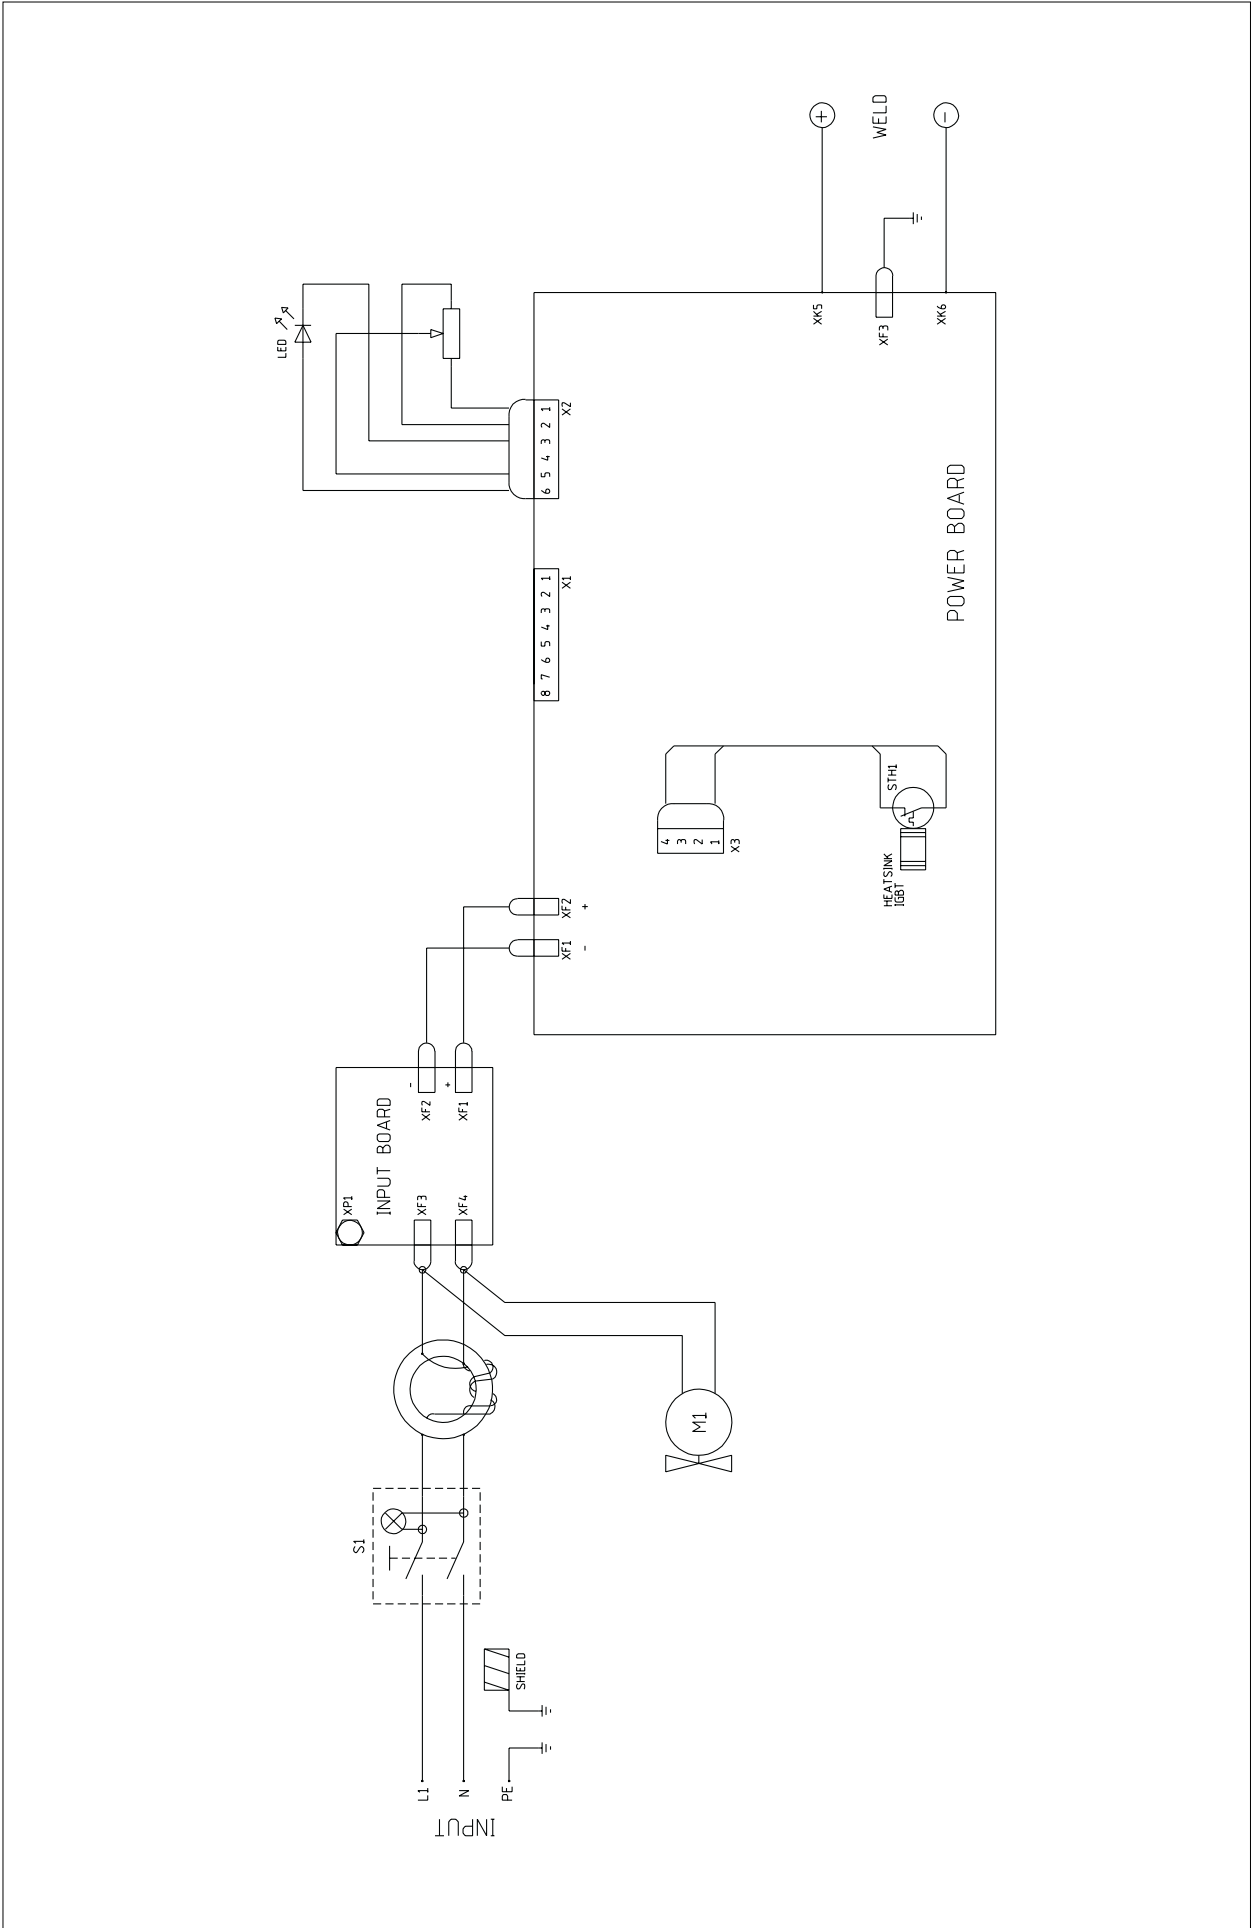 INPUT
L1
N
PE
SHIELD
S1
M1
XP1
INPUT BOARD
XF3
XF4
-
XF2
+
XF1
XF1
-
XF2
+
HEATSINK
IGBT
STH1
4
3
2
1
X3
8 7 6 5 4 3 2 1
X1
6 5 4 3 2 1
X2
LED
POWER BOARD
XK5
XF3
XK6
+
WELD
-